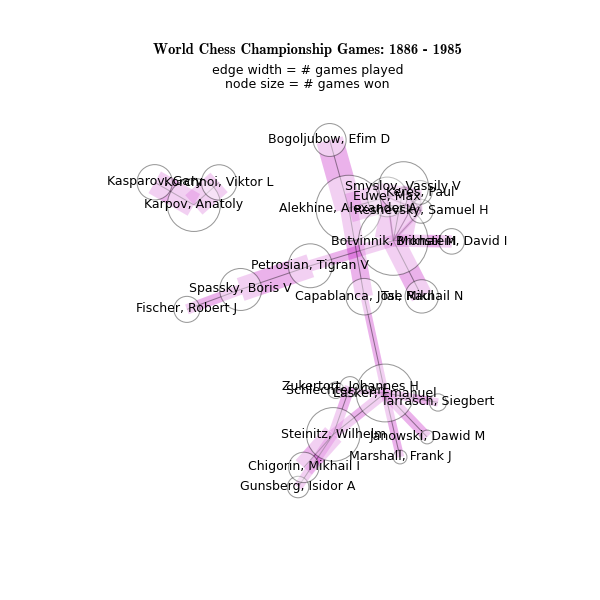 World Chess Championship Games: 1886 - 1985
edge width = # games played
node size = # games won
Bogoljubow, Efim D
Kasparov, Gary
Korchnoi, Viktor L
Smyslov, Vassily V
Keres, Paul
Euwe, Max
Karpov, Anatoly
Alekhine, Alexander A
Reshevsky, Samuel H
Botvinnik, Mikhail M
Bronstein, David I
Petrosian, Tigran V
Spassky, Boris V
Capablanca, Jose Raul
Tal, Mikhail N
Fischer, Robert J
Zukertort, Johannes H
Schlechter, Carl
Lasker, Emanuel
Tarrasch, Siegbert
Steinitz, Wilhelm
Janowski, Dawid M
Marshall, Frank J
Chigorin, Mikhail I
Gunsberg, Isidor A